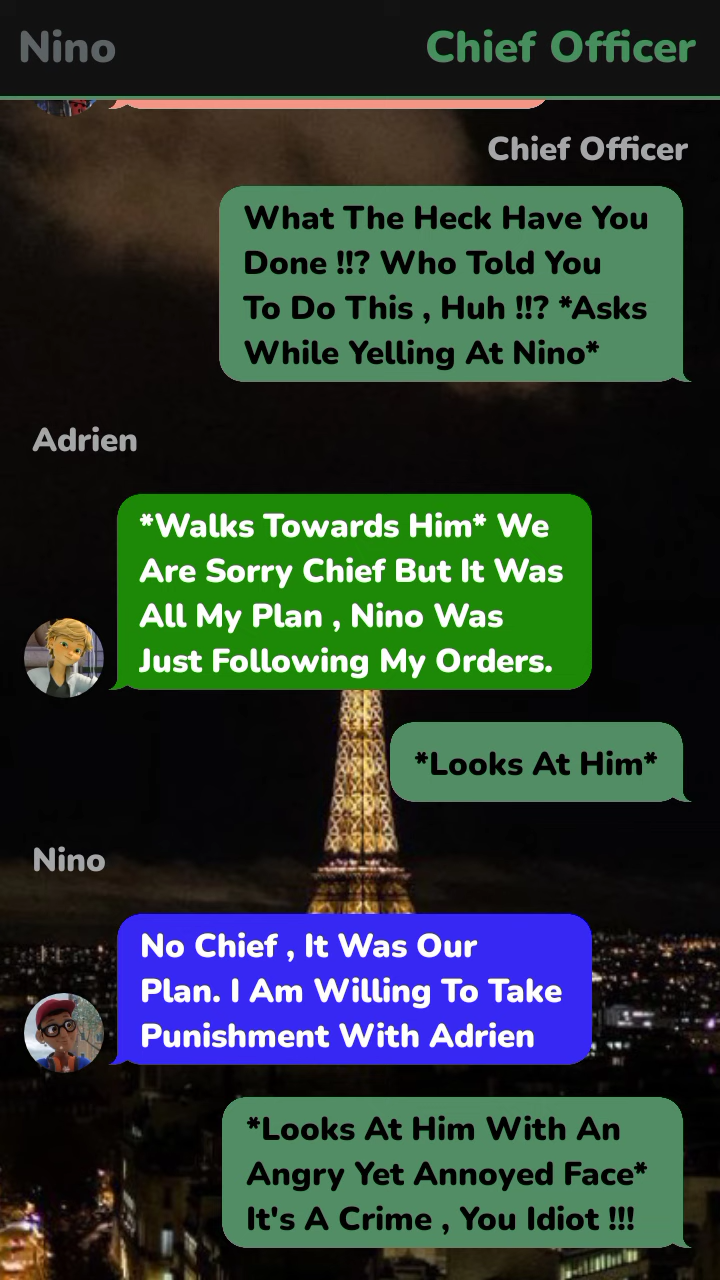 Nino
Chief Officer
Chief Officer
What The Heck Have You
Done !!? Who Told You
To Do This , Huh !!? *Asks
While Yelling At Nino*
Adrien
*Walks Towards Him* We
Are Sorry Chief But It Was
All My Plan , Nino Was
Just Following My Orders.
*Looks At Him*
Nino
No Chief , It Was Our
Plan. I Am Willing To Take
Punishment With Adrien
*Looks At Him With An
Angry Yet Annoyed Face*
It's A Crime , You Idiot !!!